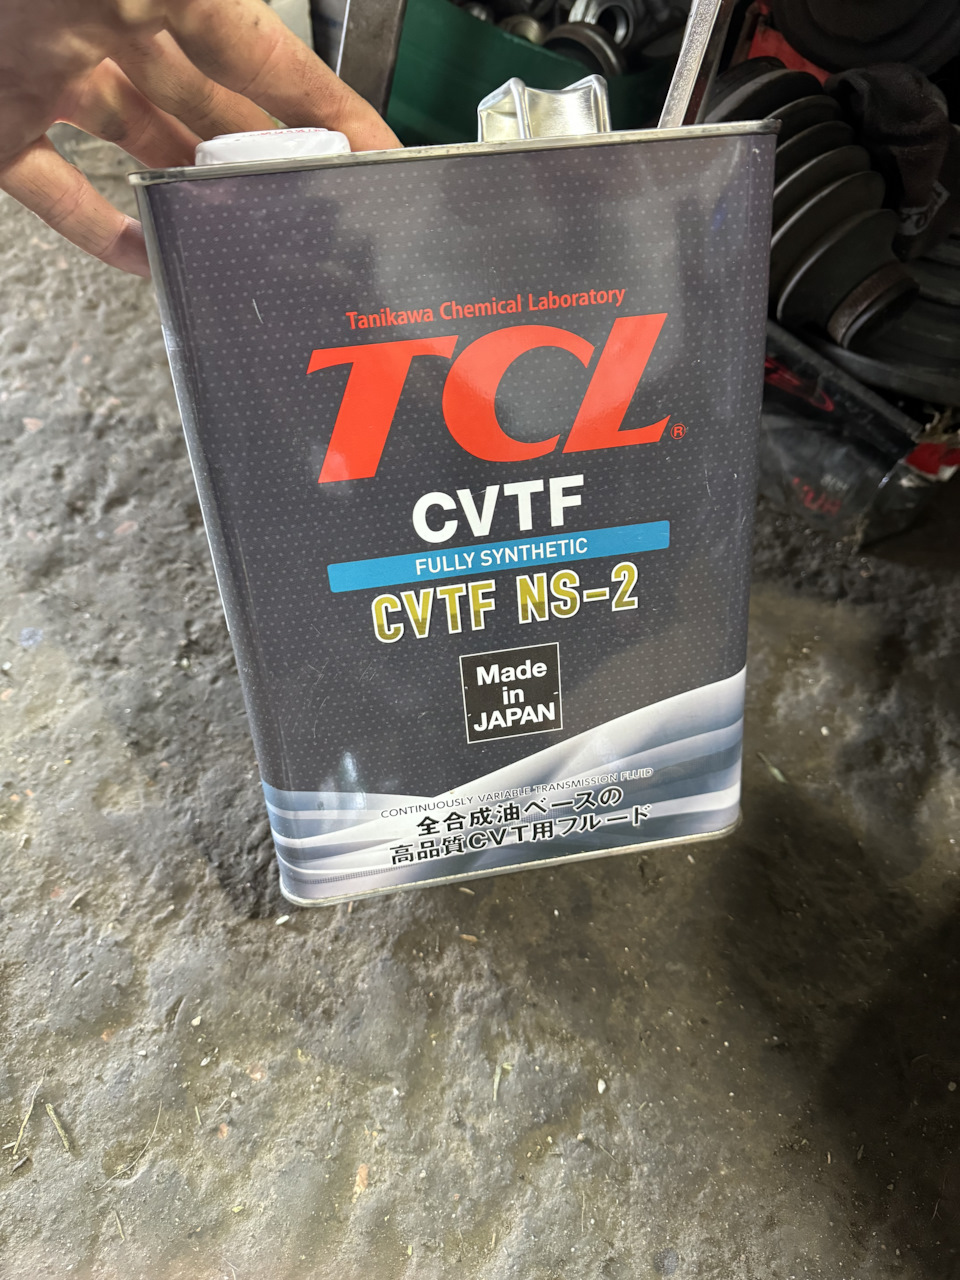 Tanikawa Chemical Laboratory
TCL®
CVTF
FULLY SYNTHETIC
CVTF NS-2
Made
in
JAPAN
CONTINUOUSLY VARIABLE TRANSMISSION FLUID
全合成油ベースの
高品質CVT用フルード